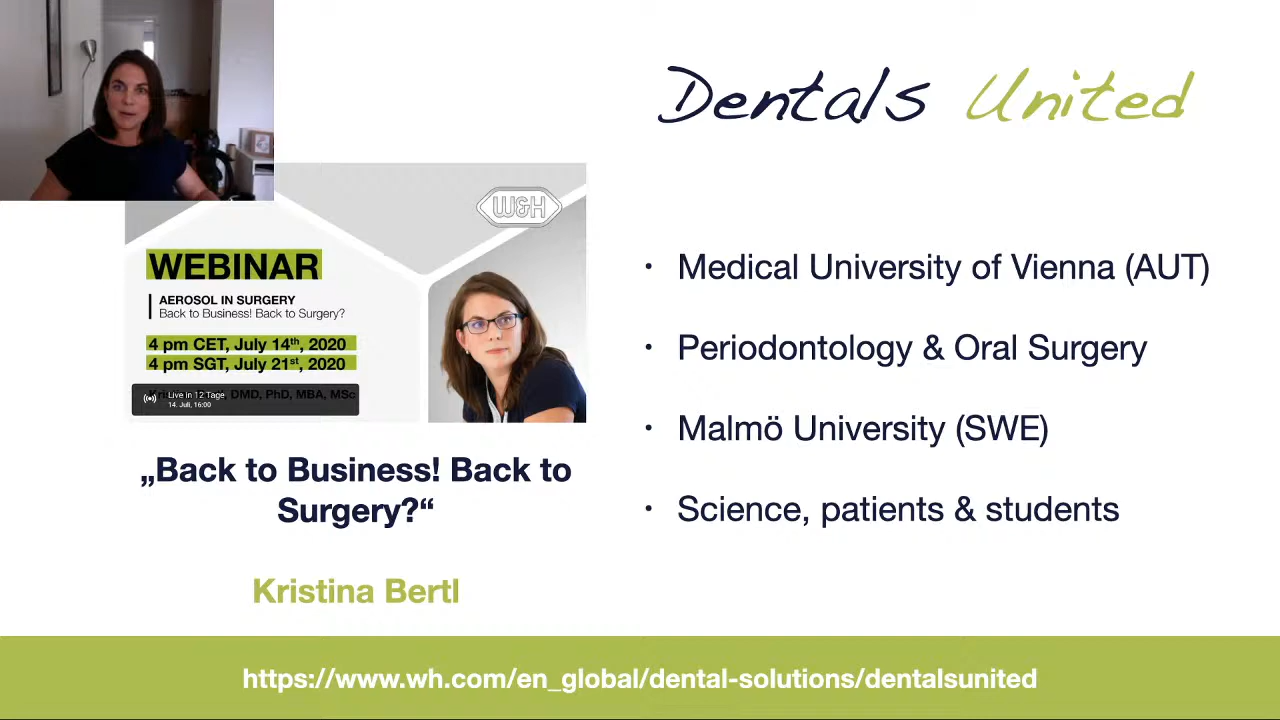 Dentals United
W&H
WEBINAR
AEROSOL IN SURGERY
Back to Business! Back to Surgery?
4 pm CET, July 14th, 2020
4 pm SGT, July 21st, 2020
Kristina Bertl, DMD, PhD, MBA, MSc
Live in 12 Tage
14. Juli, 16:00
„Back to Business! Back to
Surgery?“
Kristina Bertl
· Medical University of Vienna (AUT)
· Periodontology & Oral Surgery
· Malmö University (SWE)
· Science, patients & students
https://www.wh.com/en_global/dental-solutions/dentalsunited